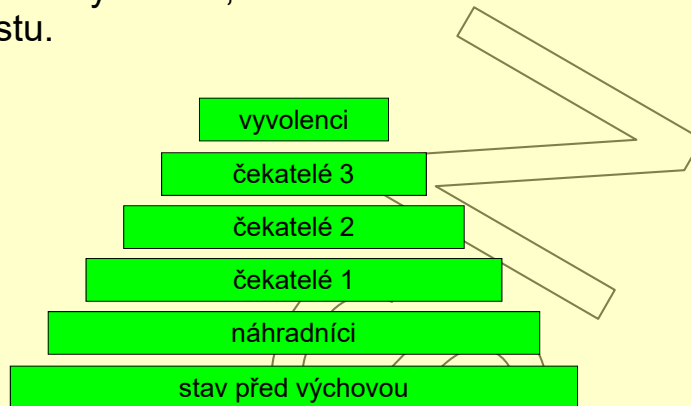 stu.
vyvolenci
čekatelé 3
čekatelé 2
čekatelé 1
náhradníci
stav před výchovou